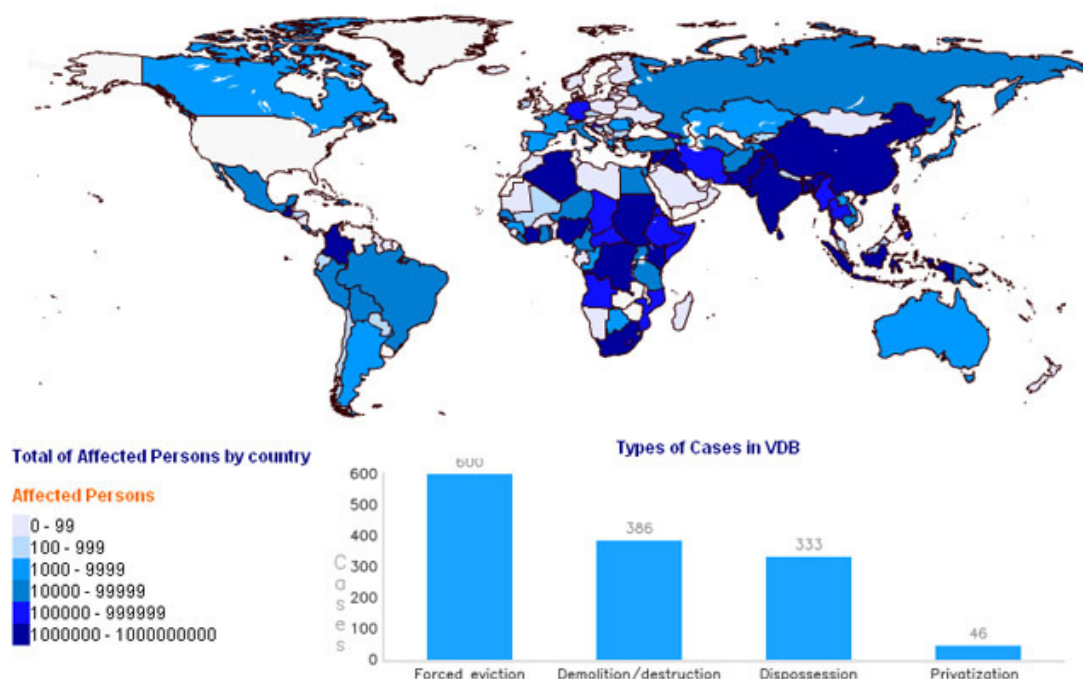 Total of Affected Persons by country
Affected Persons
0 - 99
100 - 999
1000 - 9999
10000 - 99999
100000 - 999999
1000000 - 1000000000
Types of Cases in VDB
600
600
500
400
300
200
100
0
Cases
386
333
46
Forced eviction
Demolition/destruction
Dispossession
Privatization